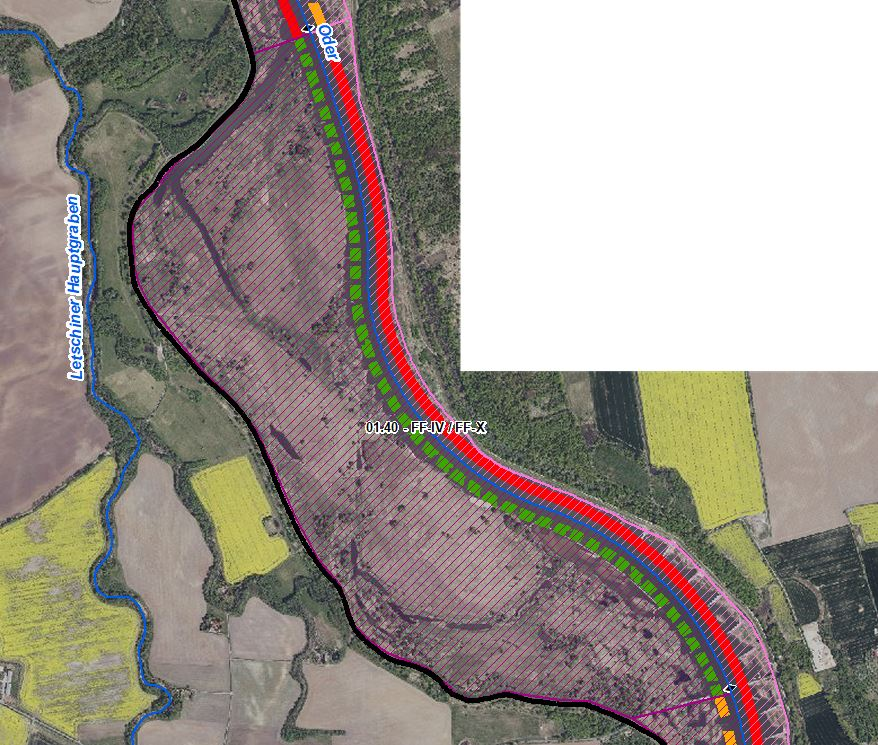 Oder
Letschiner Hauptgraben
01.40 - FF-IV / FF-X